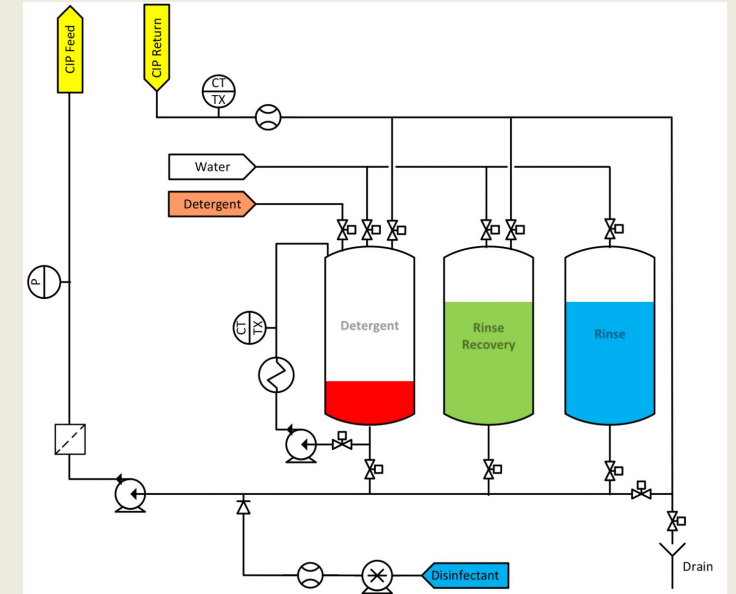 CIP Feed
CIP Return
CT
TX
Water
Detergent
P
CT
TX
Detergent
Rinse
Recovery
Rinse
Disinfectant
Drain